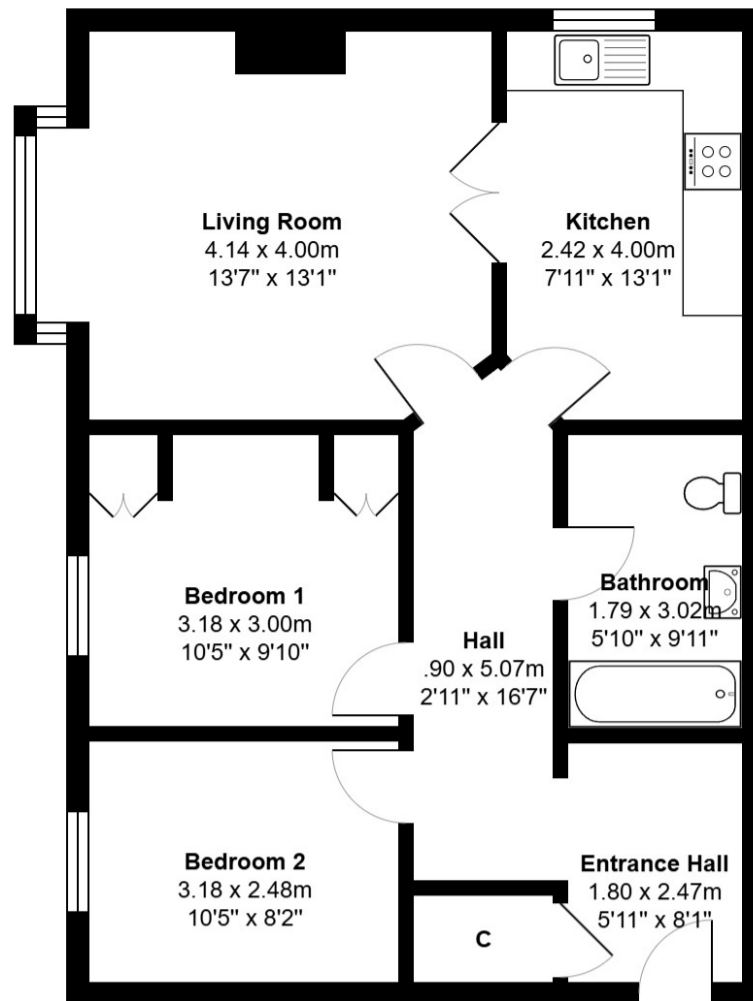 Living Room
4.14 x 4.00m
13'7" x 13'1"
Kitchen
2.42 x 4.00m
7'11" x 13'1"
Bedroom 1
3.18 x 3.00m
10'5" x 9'10"
Hall
.90 x 5.07m
2'11" x 16'7"
Bathroom
1.79 x 3.02m
5'10" x 9'11"
Bedroom 2
3.18 x 2.48m
10'5" x 8'2"
C
Entrance Hall
1.80 x 2.47m
5'11" x 8'1"